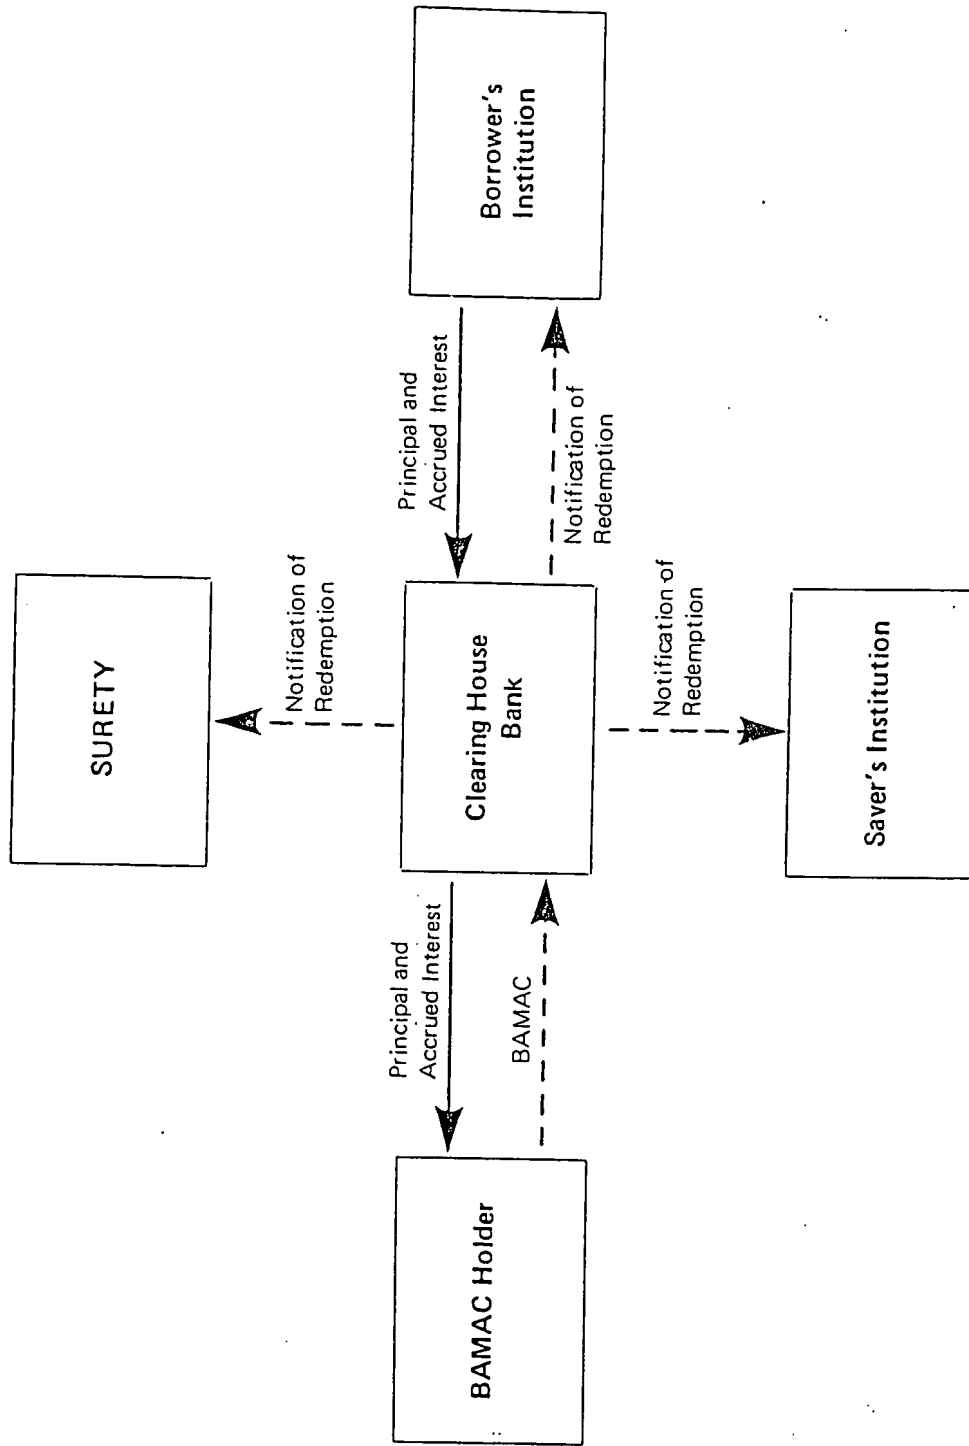 SURETY
Notification of
Redemption
Principal and
Accrued Interest
Principal and
Accrued Interest
BAMAC Holder
BAMAC
Clearing House
Bank
Notification of
Redemption
Borrower's
Institution
Notification of
Redemption
Saver's Institution